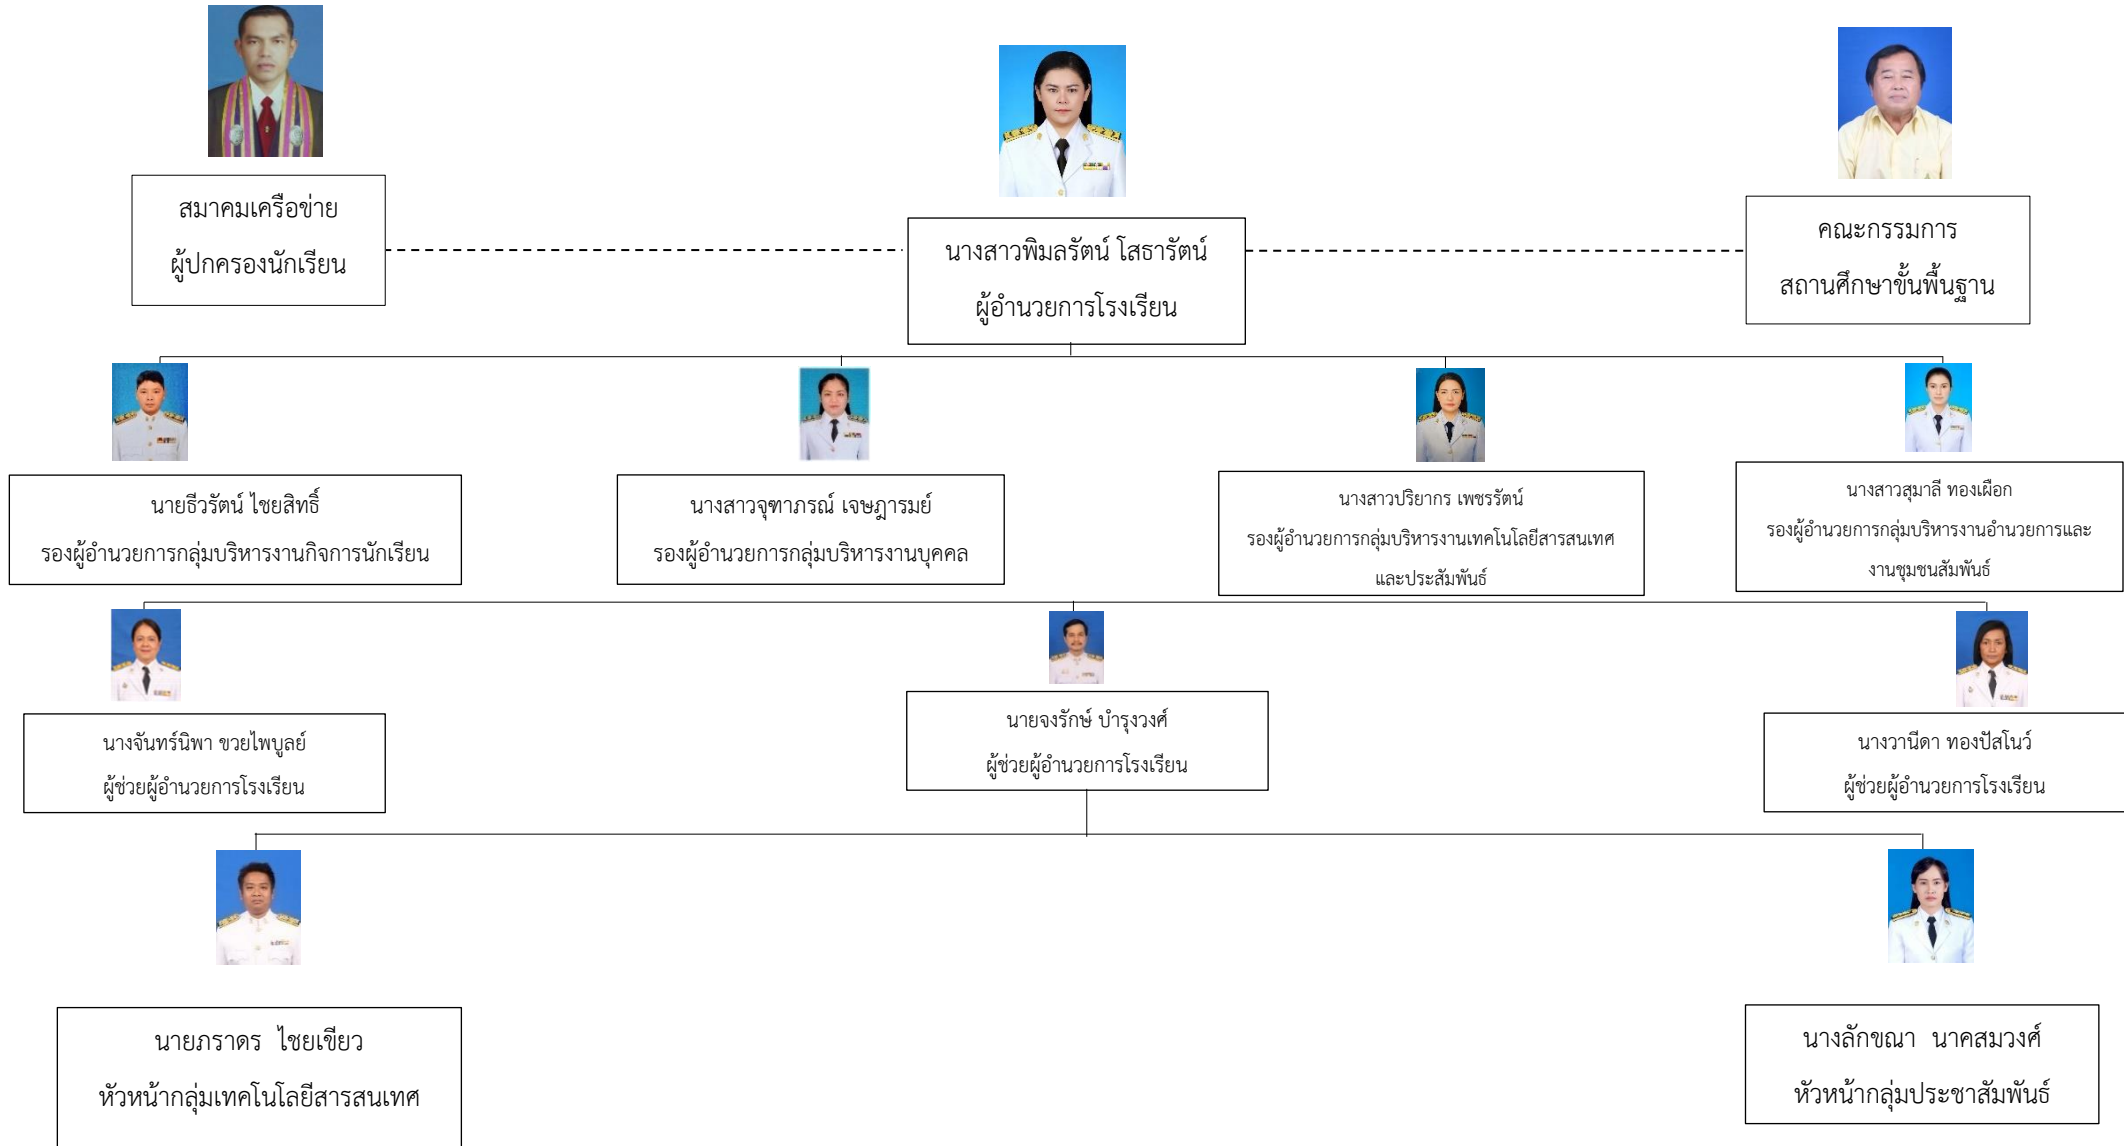 สมาคมเครือข่าย
ผู้ปกครองนักเรียน
นางสาวพิมลรัตน์ โสธารัตน์
ผู้อำนวยการโรงเรียน
คณะกรรมการ
สถานศึกษาขั้นพื้นฐาน
นายธีวรัตน์ ไชยสิทธิ์
รองผู้อำนวยการกลุ่มบริหารงานกิจการนักเรียน
นางสาวจุฑาภรณ์ เจษฎารมย์
รองผู้อำนวยการกลุ่มบริหารงานบุคคล
นางสาวปริยากร เพชรรัตน์
รองผู้อำนวยการกลุ่มบริหารงานเทคโนโลยีสารสนเทศ
และประสัมพันธ์
นางสาวสุมาลี ทองเผือก
รองผู้อำนวยการกลุ่มบริหารงานอำนวยการและ
งานชุมชนสัมพันธ์
นางจันทร์นิพา ขวยไพบูลย์
ผู้ช่วยผู้อำนวยการโรงเรียน
นายจงรักษ์ บำรุงวงศ์
ผู้ช่วยผู้อำนวยการโรงเรียน
นางวานีดา ทองปัสโนว์
ผู้ช่วยผู้อำนวยการโรงเรียน
นายภราดร ไชยเขียว
หัวหน้ากลุ่มเทคโนโลยีสารสนเทศ
นางลักขณา นาคสมวงศ์
หัวหน้ากลุ่มประชาสัมพันธ์